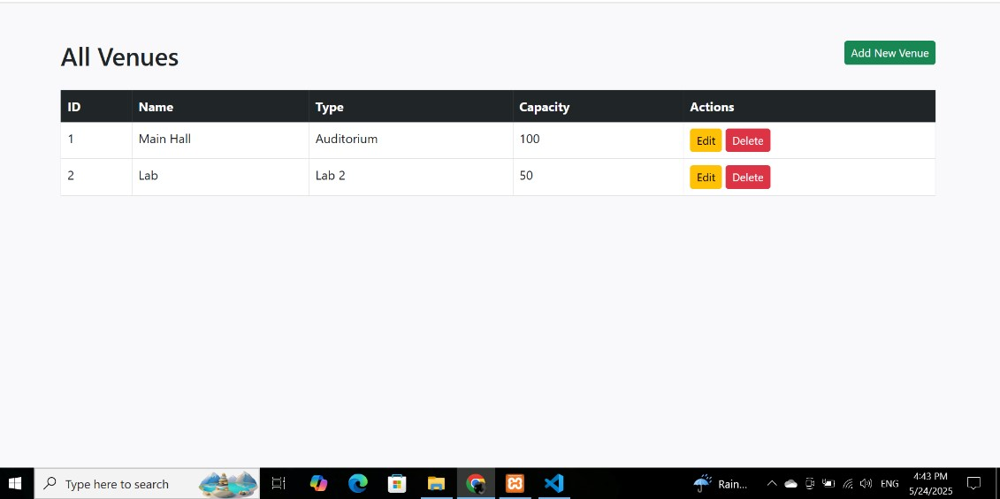 All Venues
Add New Venue
ID Name Type Capacity Actions
1 Main Hall Auditorium 100 Edit Delete
2 Lab Lab 2 50 Edit Delete
Type here to search
Rain...
ENG
4:43 PM
5/24/2025